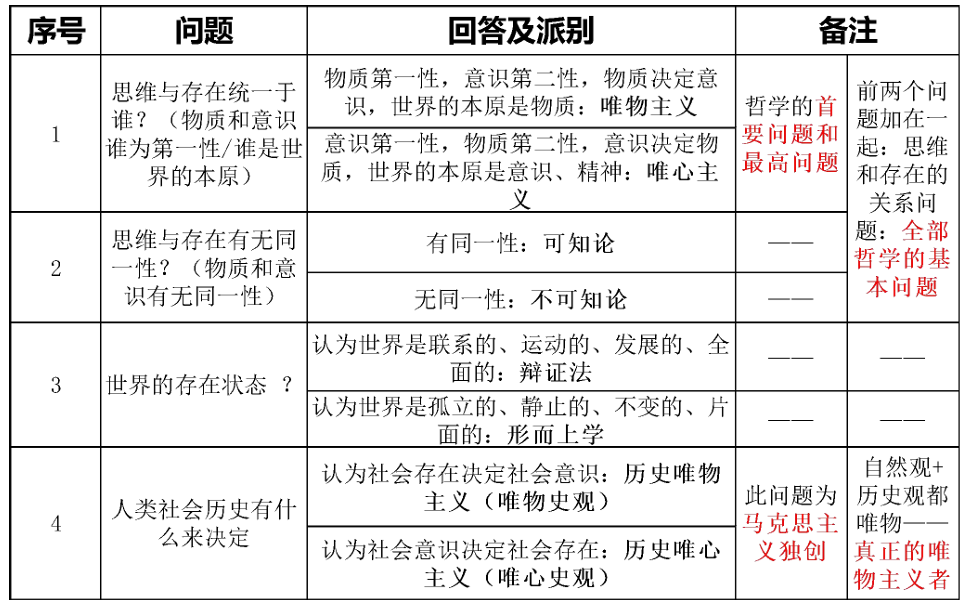 序号 问题 回答及派别 备注
1
思维与存在统一于
谁？（物质和意识
谁为第一性/谁是世
界的本原）
物质第一性，意识第二性，物质决定意
识，世界的本原是物质：唯物主义
意识第一性，物质第二性，意识决定物
质，世界的本原是意识、精神：唯心主
义
哲学的首
要问题和
最高问题
前两个问
题加在一
起：思维
和存在的
关系问
题：全部
哲学的基
本问题
2
思维与存在有无同
一性？（物质和意
识有无同一性）
有同一性：可知论
——
无同一性：不可知论
——
3
世界的存在状态 ？
认为世界是联系的、运动的、发展的、全
面的：辩证法
——
——
认为世界是孤立的、静止的、不变的、片
面的：形而上学
——
——
4
人类社会历史有什
么来决定
认为社会存在决定社会意识：历史唯物
主义（唯物史观）
认为社会意识决定社会存在：历史唯心
主义（唯心史观）
此问题为
马克思主
义独创
自然观+
历史观都
唯物——
真正的唯
物主义者